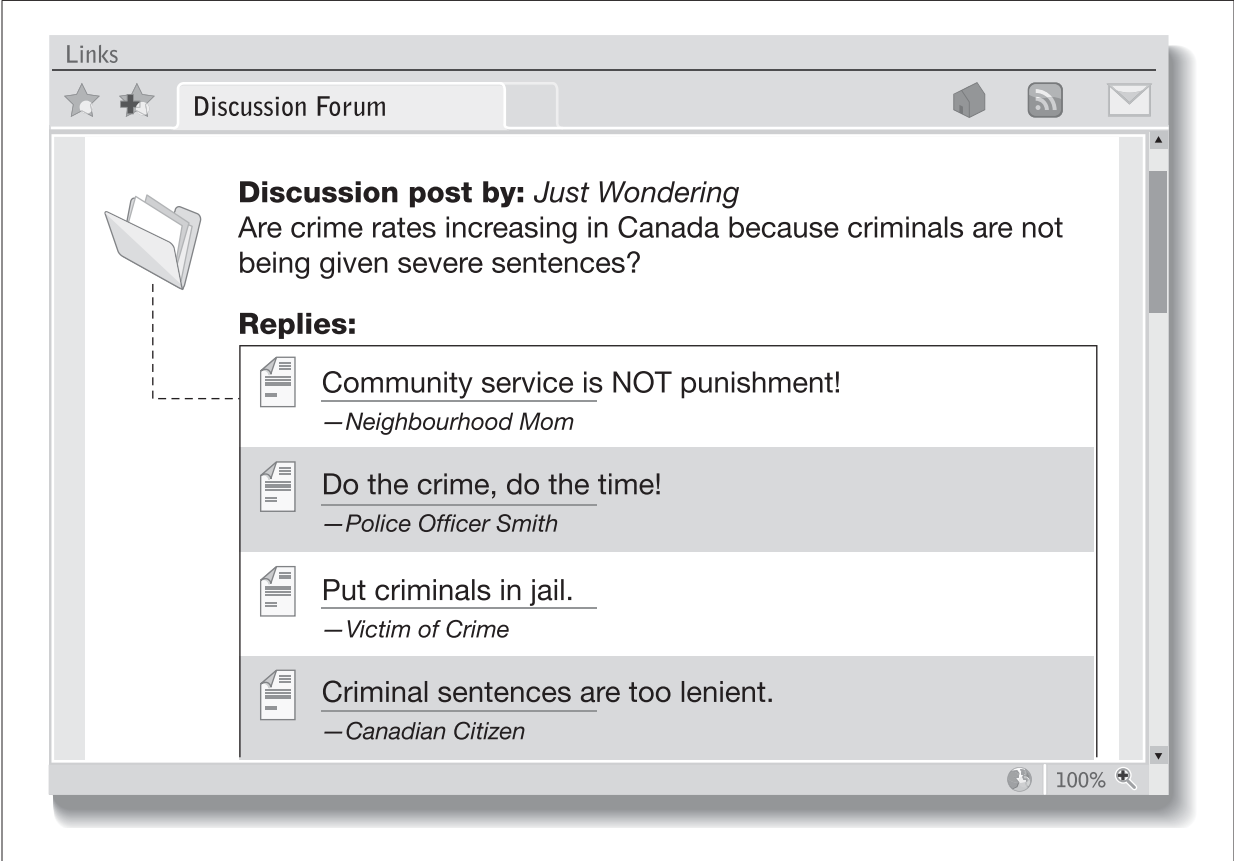 Links
Discussion Forum
Discussion post by: Just Wondering
Are crime rates increasing in Canada because criminals are not
being given severe sentences?
Replies:
Community service is NOT punishment!
—Neighbourhood Mom
Do the crime, do the time!
—Police Officer Smith
Put criminals in jail.
—Victim of Crime
Criminal sentences are too lenient.
—Canadian Citizen
100%